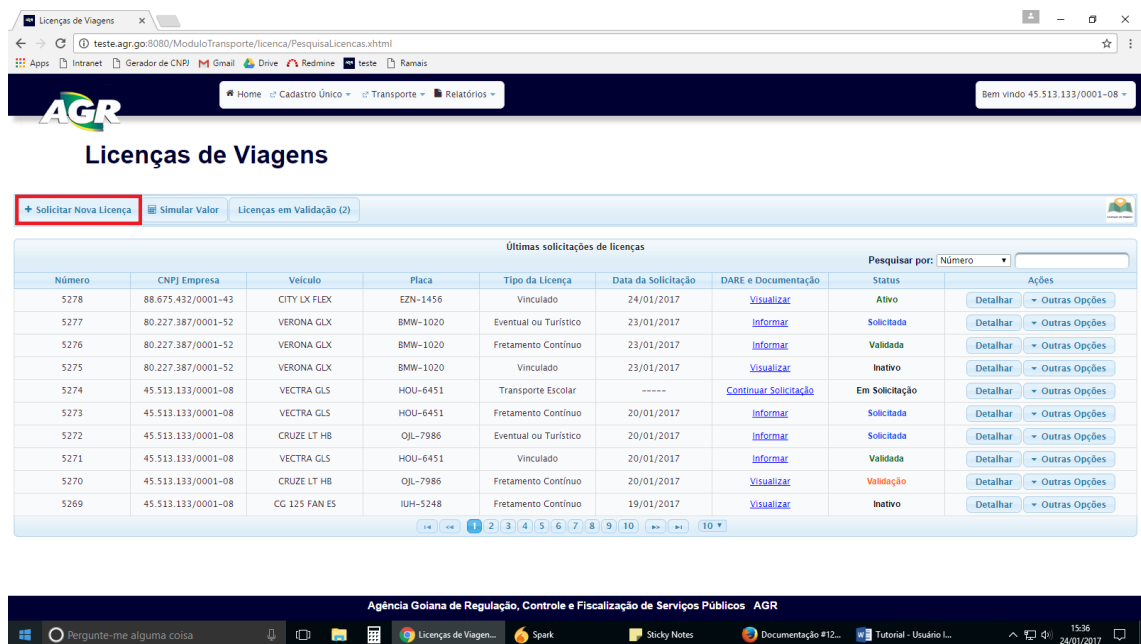 Licenças de Viagens
teste.agr.go:8080/ModuloTransporte/licenca/PesquisaLicencas.xhtml
Apps Intranet Gerador de CNPJ Gmail Drive Redmine teste Ramais
AGR Home Cadastro Único Transporte Relatórios Bem vindo 45.513.133/0001-08
Licenças de Viagens
+ Solicitar Nova Licença Simular Valor Licenças em Validação (2)
Últimas solicitações de licenças
Pesquisar por: Número
Número CNPJ Empresa Veículo Placa Tipo da Licença Data da Solicitação DARE e Documentação Status Ações
5278 88.675.432/0001-43 CITY LX FLEX EZN-1456 Vinculado 24/01/2017 Visualizar Ativo Detalhar Outras Opções
5277 80.227.387/0001-52 VERONA GLX BMW-1020 Eventual ou Turístico 23/01/2017 Informar Solicitada Detalhar Outras Opções
5276 80.227.387/0001-52 VERONA GLX BMW-1020 Fretamento Contínuo 23/01/2017 Informar Validada Detalhar Outras Opções
5275 80.227.387/0001-52 VERONA GLX BMW-1020 Vinculado 23/01/2017 Visualizar Inativo Detalhar Outras Opções
5274 45.513.133/0001-08 VECTRA GLS HOU-6451 Transporte Escolar ----- Continuar Solicitação Em Solicitação Detalhar Outras Opções
5273 45.513.133/0001-08 VECTRA GLS HOU-6451 Fretamento Contínuo 20/01/2017 Informar Solicitada Detalhar Outras Opções
5272 45.513.133/0001-08 CRUZE LT HB OJL-7986 Eventual ou Turístico 20/01/2017 Informar Solicitada Detalhar Outras Opções
5271 45.513.133/0001-08 VECTRA GLS HOU-6451 Vinculado 20/01/2017 Informar Validada Detalhar Outras Opções
5270 45.513.133/0001-08 CRUZE LT HB OJL-7986 Fretamento Contínuo 20/01/2017 Visualizar Validação Detalhar Outras Opções
5269 45.513.133/0001-08 CG 125 FAN ES IUH-5248 Fretamento Contínuo 19/01/2017 Visualizar Inativo Detalhar Outras Opções
1 2 3 4 5 6 7 8 9 10 10
Agência Goiana de Regulação, Controle e Fiscalização de Serviços Públicos AGR
Pergunte-me alguma coisa Licenças de Viagen... Spark Sticky Notes Documentação #12... Tutorial - Usuário I... 15:36
24/01/2017